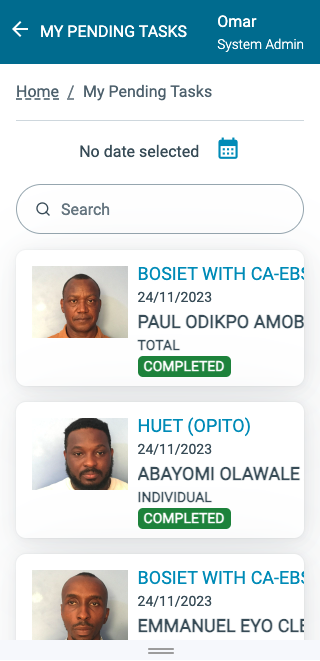 MY PENDING TASKS
Omar
System Admin
Home / My Pending Tasks
No date selected
Search
BOSIET WITH CA-EBS
24/11/2023
PAUL ODIKPO AMOB
TOTAL
COMPLETED
HUET (OPITO)
24/11/2023
ABAYOMI OLAWALE
INDIVIDUAL
COMPLETED
BOSIET WITH CA-EBS
24/11/2023
EMMANUEL EYO CLE